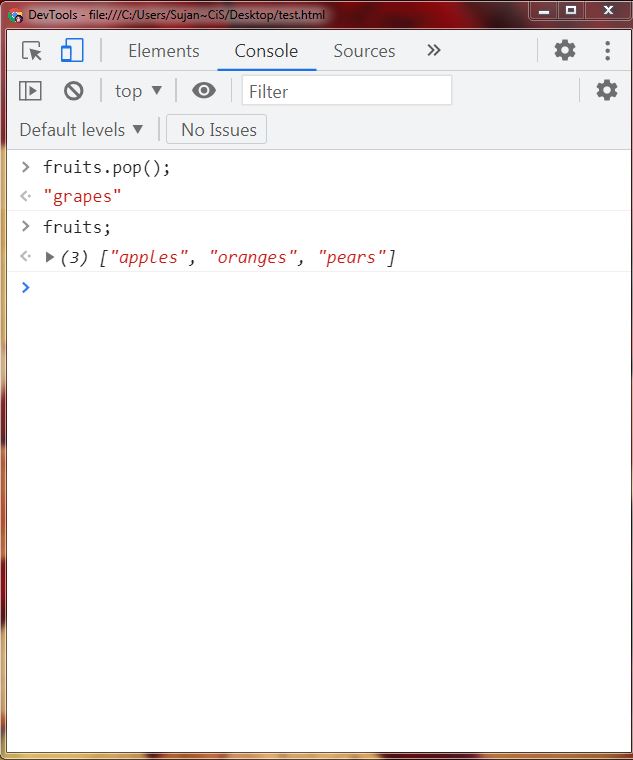 DevTools - file:///C:/Users/Sujan~CiS/Desktop/test.html
Elements Console Sources »
top ▼ Filter
Default levels ▼ No Issues
> fruits.pop();
<· "grapes"
> fruits;
<· ▶ (3) ["apples", "oranges", "pears"]
>